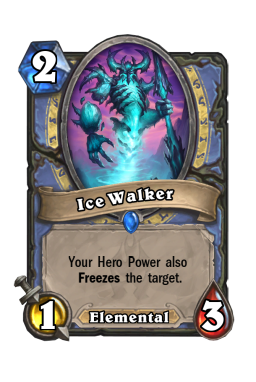 2
Ice Walker
Your Hero Power also
Freezes the target.
1
Elemental
3